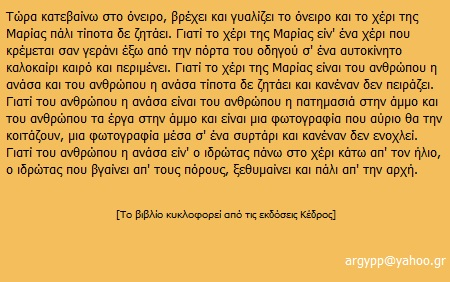 Τώρα κατεβαίνω στο όνειρο, βρέχει και γυαλίζει το όνειρο και το χέρι της
Μαρίας πάλι τίποτα δε ζητάει. Γιατί το χέρι της Μαρίας είν' ένα χέρι που
κρέμεται σαν γεράνι έξω από την πόρτα του οδηγού σ' ένα αυτοκίνητο
καλοκαίρι καιρό και περιμένει. Γιατί το χέρι της Μαρίας είναι του ανθρώπου η
ανάσα και του ανθρώπου η ανάσα τίποτα δε ζητάει και κανέναν δεν πειράζει.
Γιατί του ανθρώπου η ανάσα είναι του ανθρώπου η πατημασιά στην άμμο και
του ανθρώπου τα έργα στην άμμο και είναι μια φωτογραφία που αύριο θα την
κοιτάζουν, μια φωτογραφία μέσα σ' ένα συρτάρι και κανέναν δεν ενοχλεί.
Γιατί του ανθρώπου η ανάσα είν' ο ιδρώτας πάνω στο χέρι κάτω απ' τον ήλιο,
ο ιδρώτας που βγαίνει απ' τους πόρους, ξεθυμαίνει και πάλι απ' την αρχή.
[Το βιβλίο κυκλοφορεί από τις εκδόσεις Κέδρος]
argypp@yahoo.gr